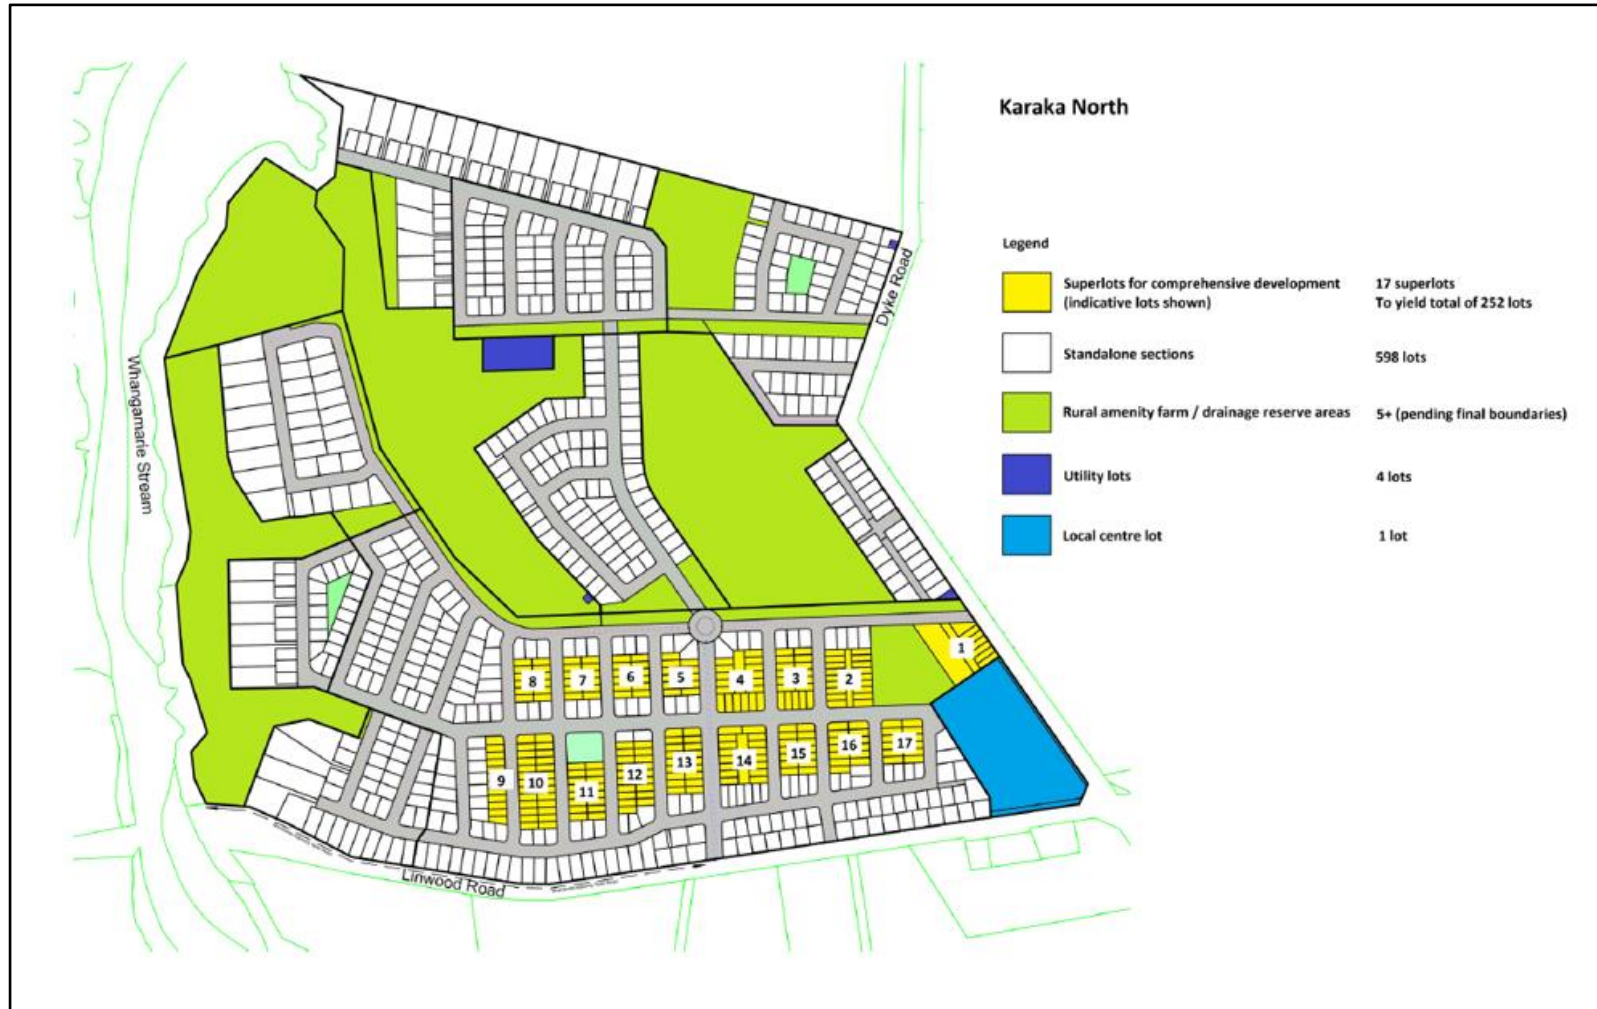 Karaka North
Legend
Superlots for comprehensive development 17 superlots
(indicative lots shown) To yield total of 252 lots
Standalone sections 598 lots
Rural amenity farm / drainage reserve areas 5+ (pending final boundaries)
Utility lots 4 lots
Local centre lot 1 lot
Dyke Road
Whangamarie Stream
1
8 7 6 5 4 3 2
9 10 11 12 13 14 15 16 17
Linwood Road